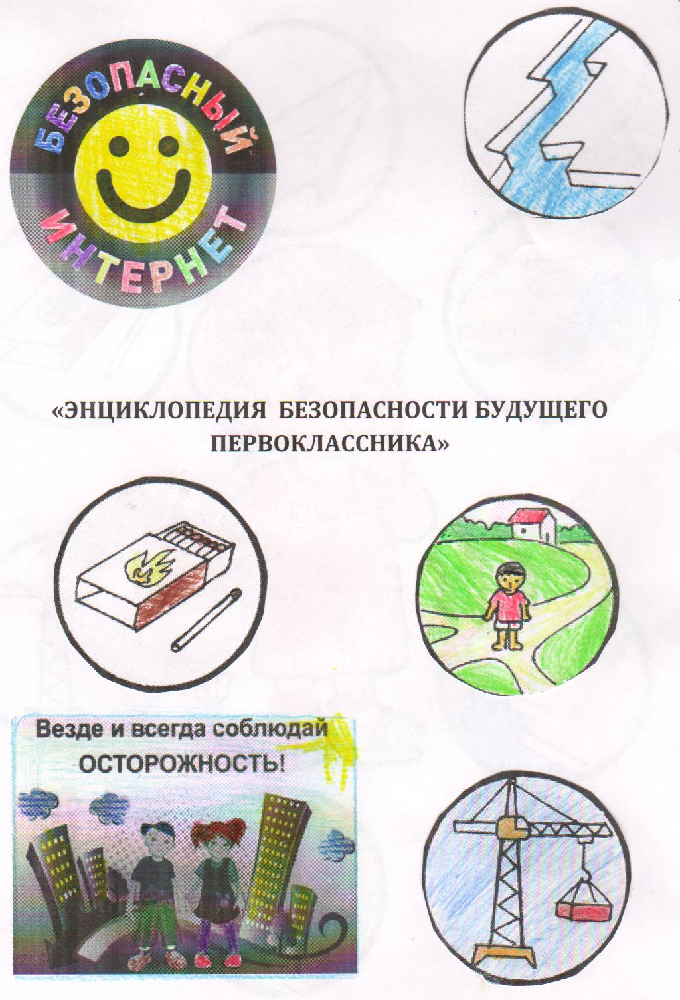 БЕЗОПАСНЫЙ
ИНТЕРНЕТ
«ЭНЦИКЛОПЕДИЯ БЕЗОПАСНОСТИ БУДУЩЕГО
ПЕРВОКЛАССНИКА»
Везде и всегда соблюдай
ОСТОРОЖНОСТЬ!